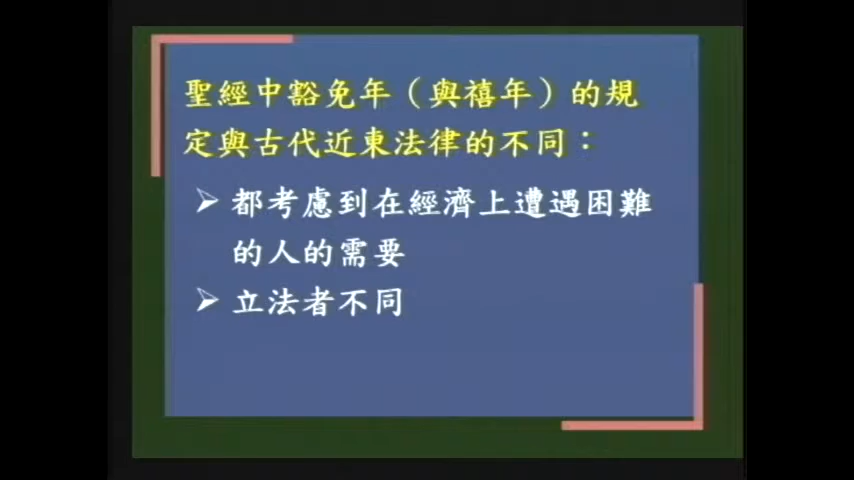 聖經中豁免年（與禧年）的規
定與古代近東法律的不同：
➢ 都考慮到在經濟上遭遇困難
的人的需要
➢ 立法者不同